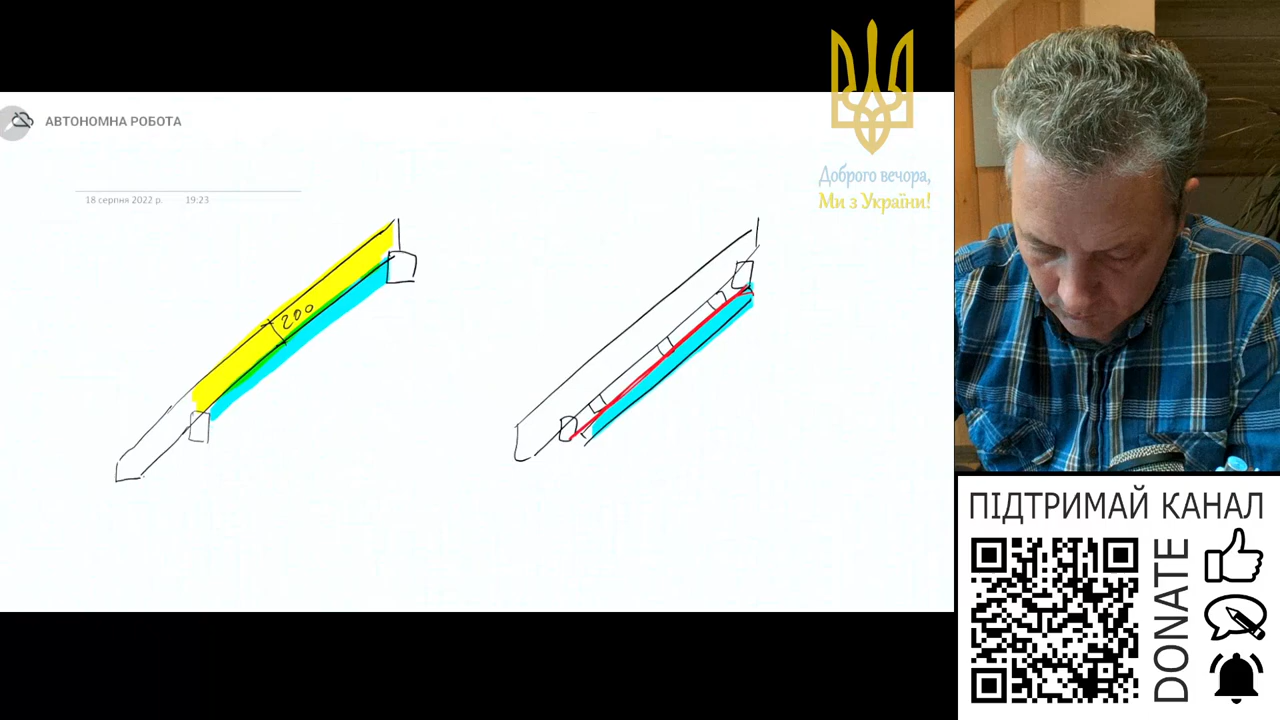 АВТОНОМНА РОБОТА
18 серпня 2022 р. 19:23
200
Доброго вечора,
Ми з України!
ПІДТРИМАЙ КАНАЛ
DONATE